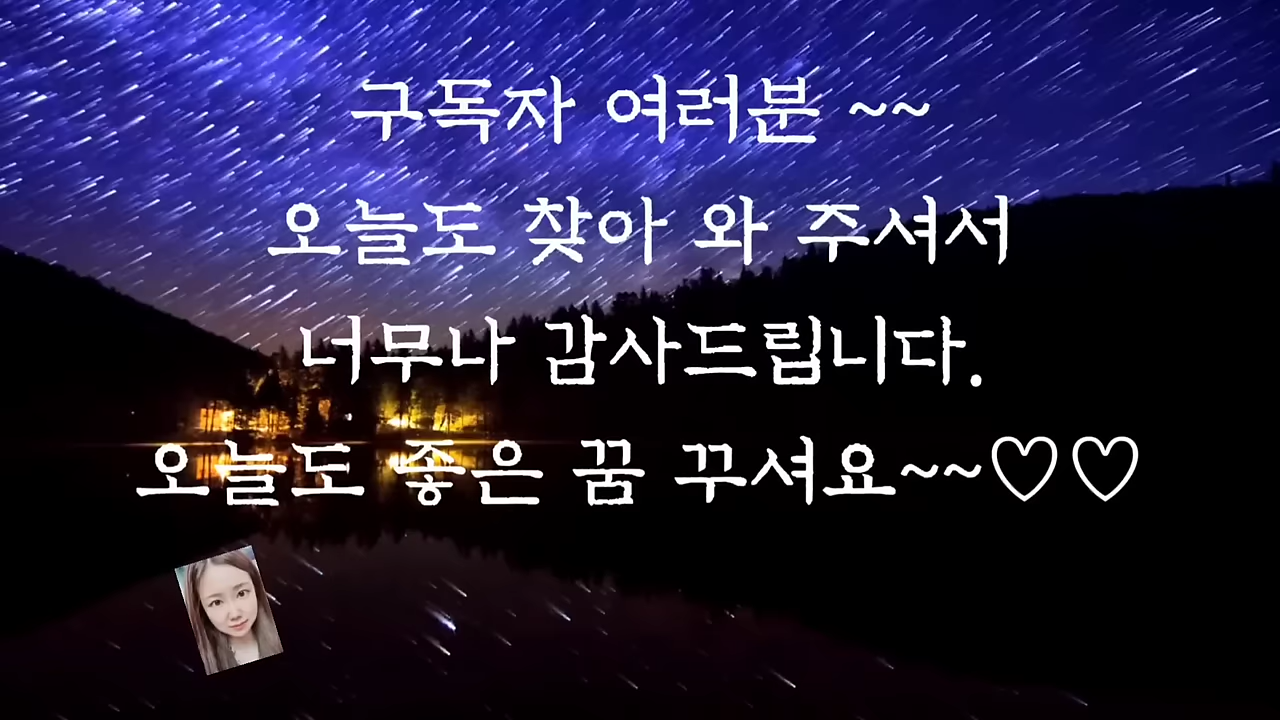 구독자 여러분 ~~
오늘도 찾아 와 주셔서
너무나 감사드립니다.
오늘도 좋은 꿈 꾸셔요~~♡♡